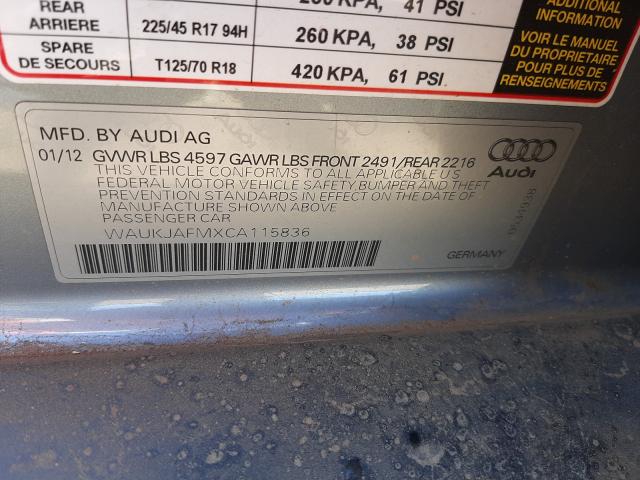 REAR
ARRIERE
225/45 R17 94H
41 PSI
260 KPA, 38 PSI
SPARE
DE SECOURS
T125/70 R18
420 KPA, 61 PSI
ADDITIONAL
INFORMATION
VOIR LE MANUEL
DU PROPRIETAIRE
POUR PLUS DE
RENSEIGNEMENTS
MFD. BY AUDI AG
01/12 GVWR LBS 4597 GAWR LBS FRONT 2491/REAR 2216
THIS VEHICLE CONFORMS TO ALL APPLICABLE U S
FEDERAL MOTOR VEHICLE SAFETY, BUMPER AND THEFT
PREVENTION STANDARDS IN EFFECT ON THE DATE OF
MANUFACTURE SHOWN ABOVE
PASSENGER CAR
WAUKJAFMXCA115836
Audi
GERMANY